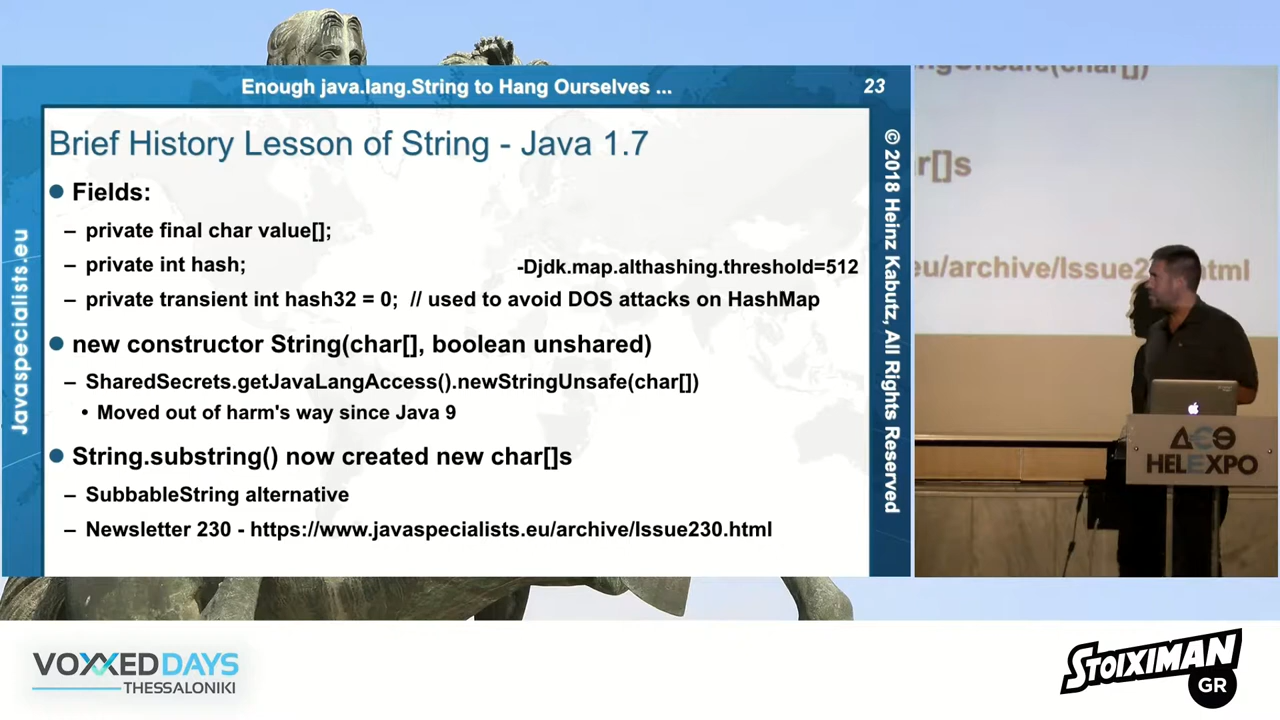 Enough java.lang.String to Hang Ourselves ...
23
Brief History Lesson of String - Java 1.7
● Fields:
– private final char value[];
– private int hash;
-Djdk.map.althashing.threshold=512
– private transient int hash32 = 0;  // used to avoid DOS attacks on HashMap
● new constructor String(char[], boolean unshared)
– SharedSecrets.getJavaLangAccess().newStringUnsafe(char[])
• Moved out of harm's way since Java 9
● String.substring() now created new char[]s
– SubbableString alternative
– Newsletter 230 - https://www.javaspecialists.eu/archive/Issue230.html
Javaspecialists.eu
© 2018 Heinz Kabutz, All Rights Reserved
ngUnsafe(char[])
r[]s
eu/archive/Issue2
html
ΔΕΘ
HELEXPO
VOXXED DAYS
THESSALONIKI
STOIXIMAN
GR